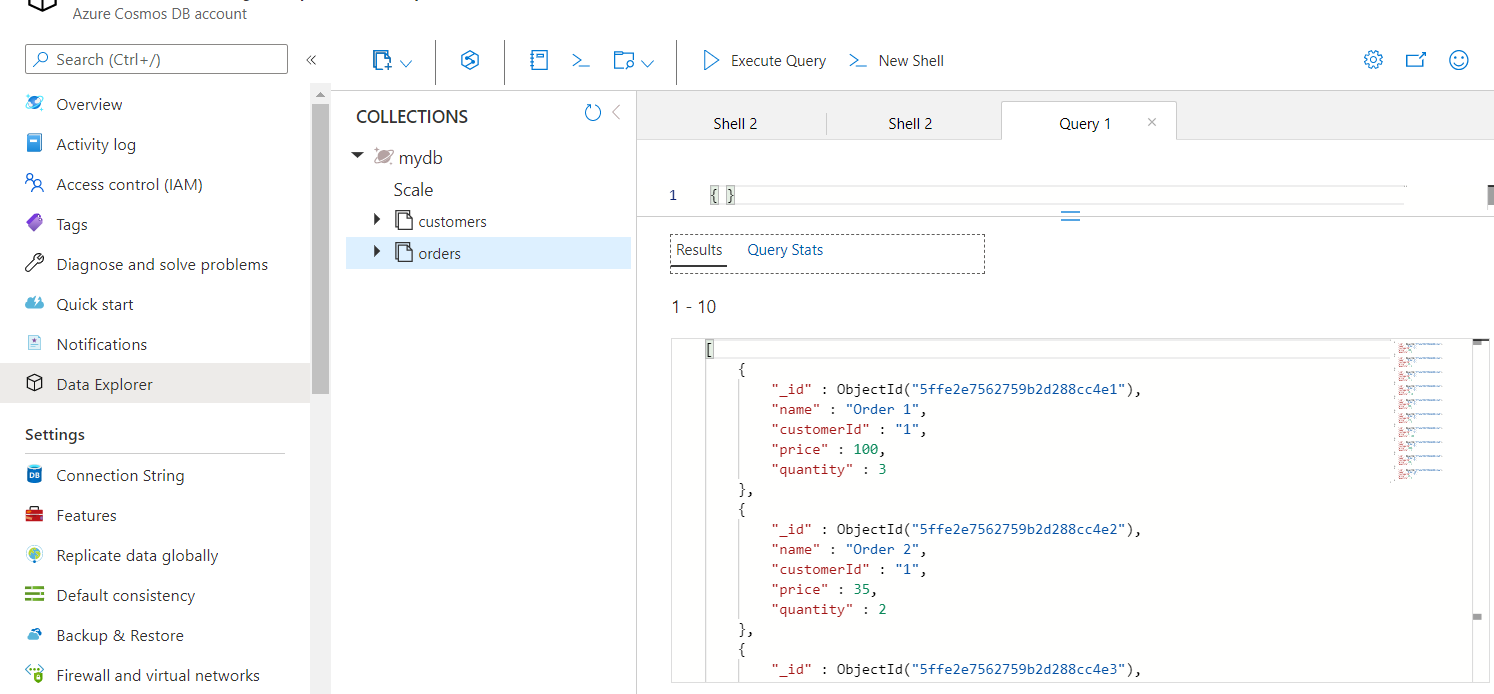 Azure Cosmos DB account
Search (Ctrl+/)
«
Overview
Activity log
Access control (IAM)
Tags
Diagnose and solve problems
Quick start
Notifications
Data Explorer
Settings
Connection String
Features
Replicate data globally
Default consistency
Backup & Restore
Firewall and virtual networks
Execute Query
New Shell
COLLECTIONS
mydb
Scale
customers
orders
Shell 2
Shell 2
Query 1
1 { }
Results Query Stats
1 - 10
[
{
"_id" : ObjectId("5ffe2e7562759b2d288cc4e1"),
"name" : "Order 1",
"customerId" : "1",
"price" : 100,
"quantity" : 3
},
{
"_id" : ObjectId("5ffe2e7562759b2d288cc4e2"),
"name" : "Order 2",
"customerId" : "1",
"price" : 35,
"quantity" : 2
},
{
"_id" : ObjectId("5ffe2e7562759b2d288cc4e3"),